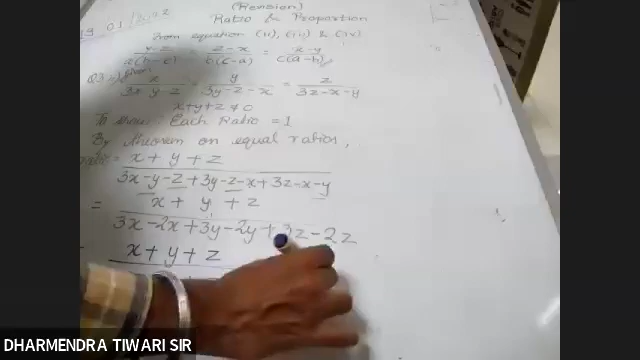 (Revision)
Ratio & Proportion
From equation (ii), (iii) & (iv)
y-z/a(b-c) = z-x/b(c-a) = x-y/c(a-b)
Q3 => Given
/3x-y-z = y/3y-z-x = z/3z-x-y
x+y+z ≠ 0
To show: Each Ratio = 1
By theorem on equal ratios,
= x+y+z/3x-y-z+3y-z-x+3z-x-y
= x+y+z/3x-2x+3y-2y+3z-2z
x+y+z
DHARMENDRA TIWARI SIR